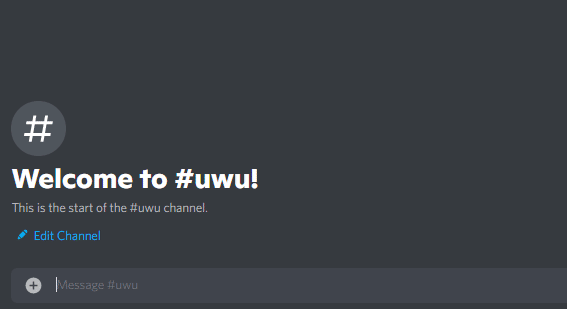 #
Welcome to #uwu!
This is the start of the #uwu channel.
Edit Channel
Message #uwu